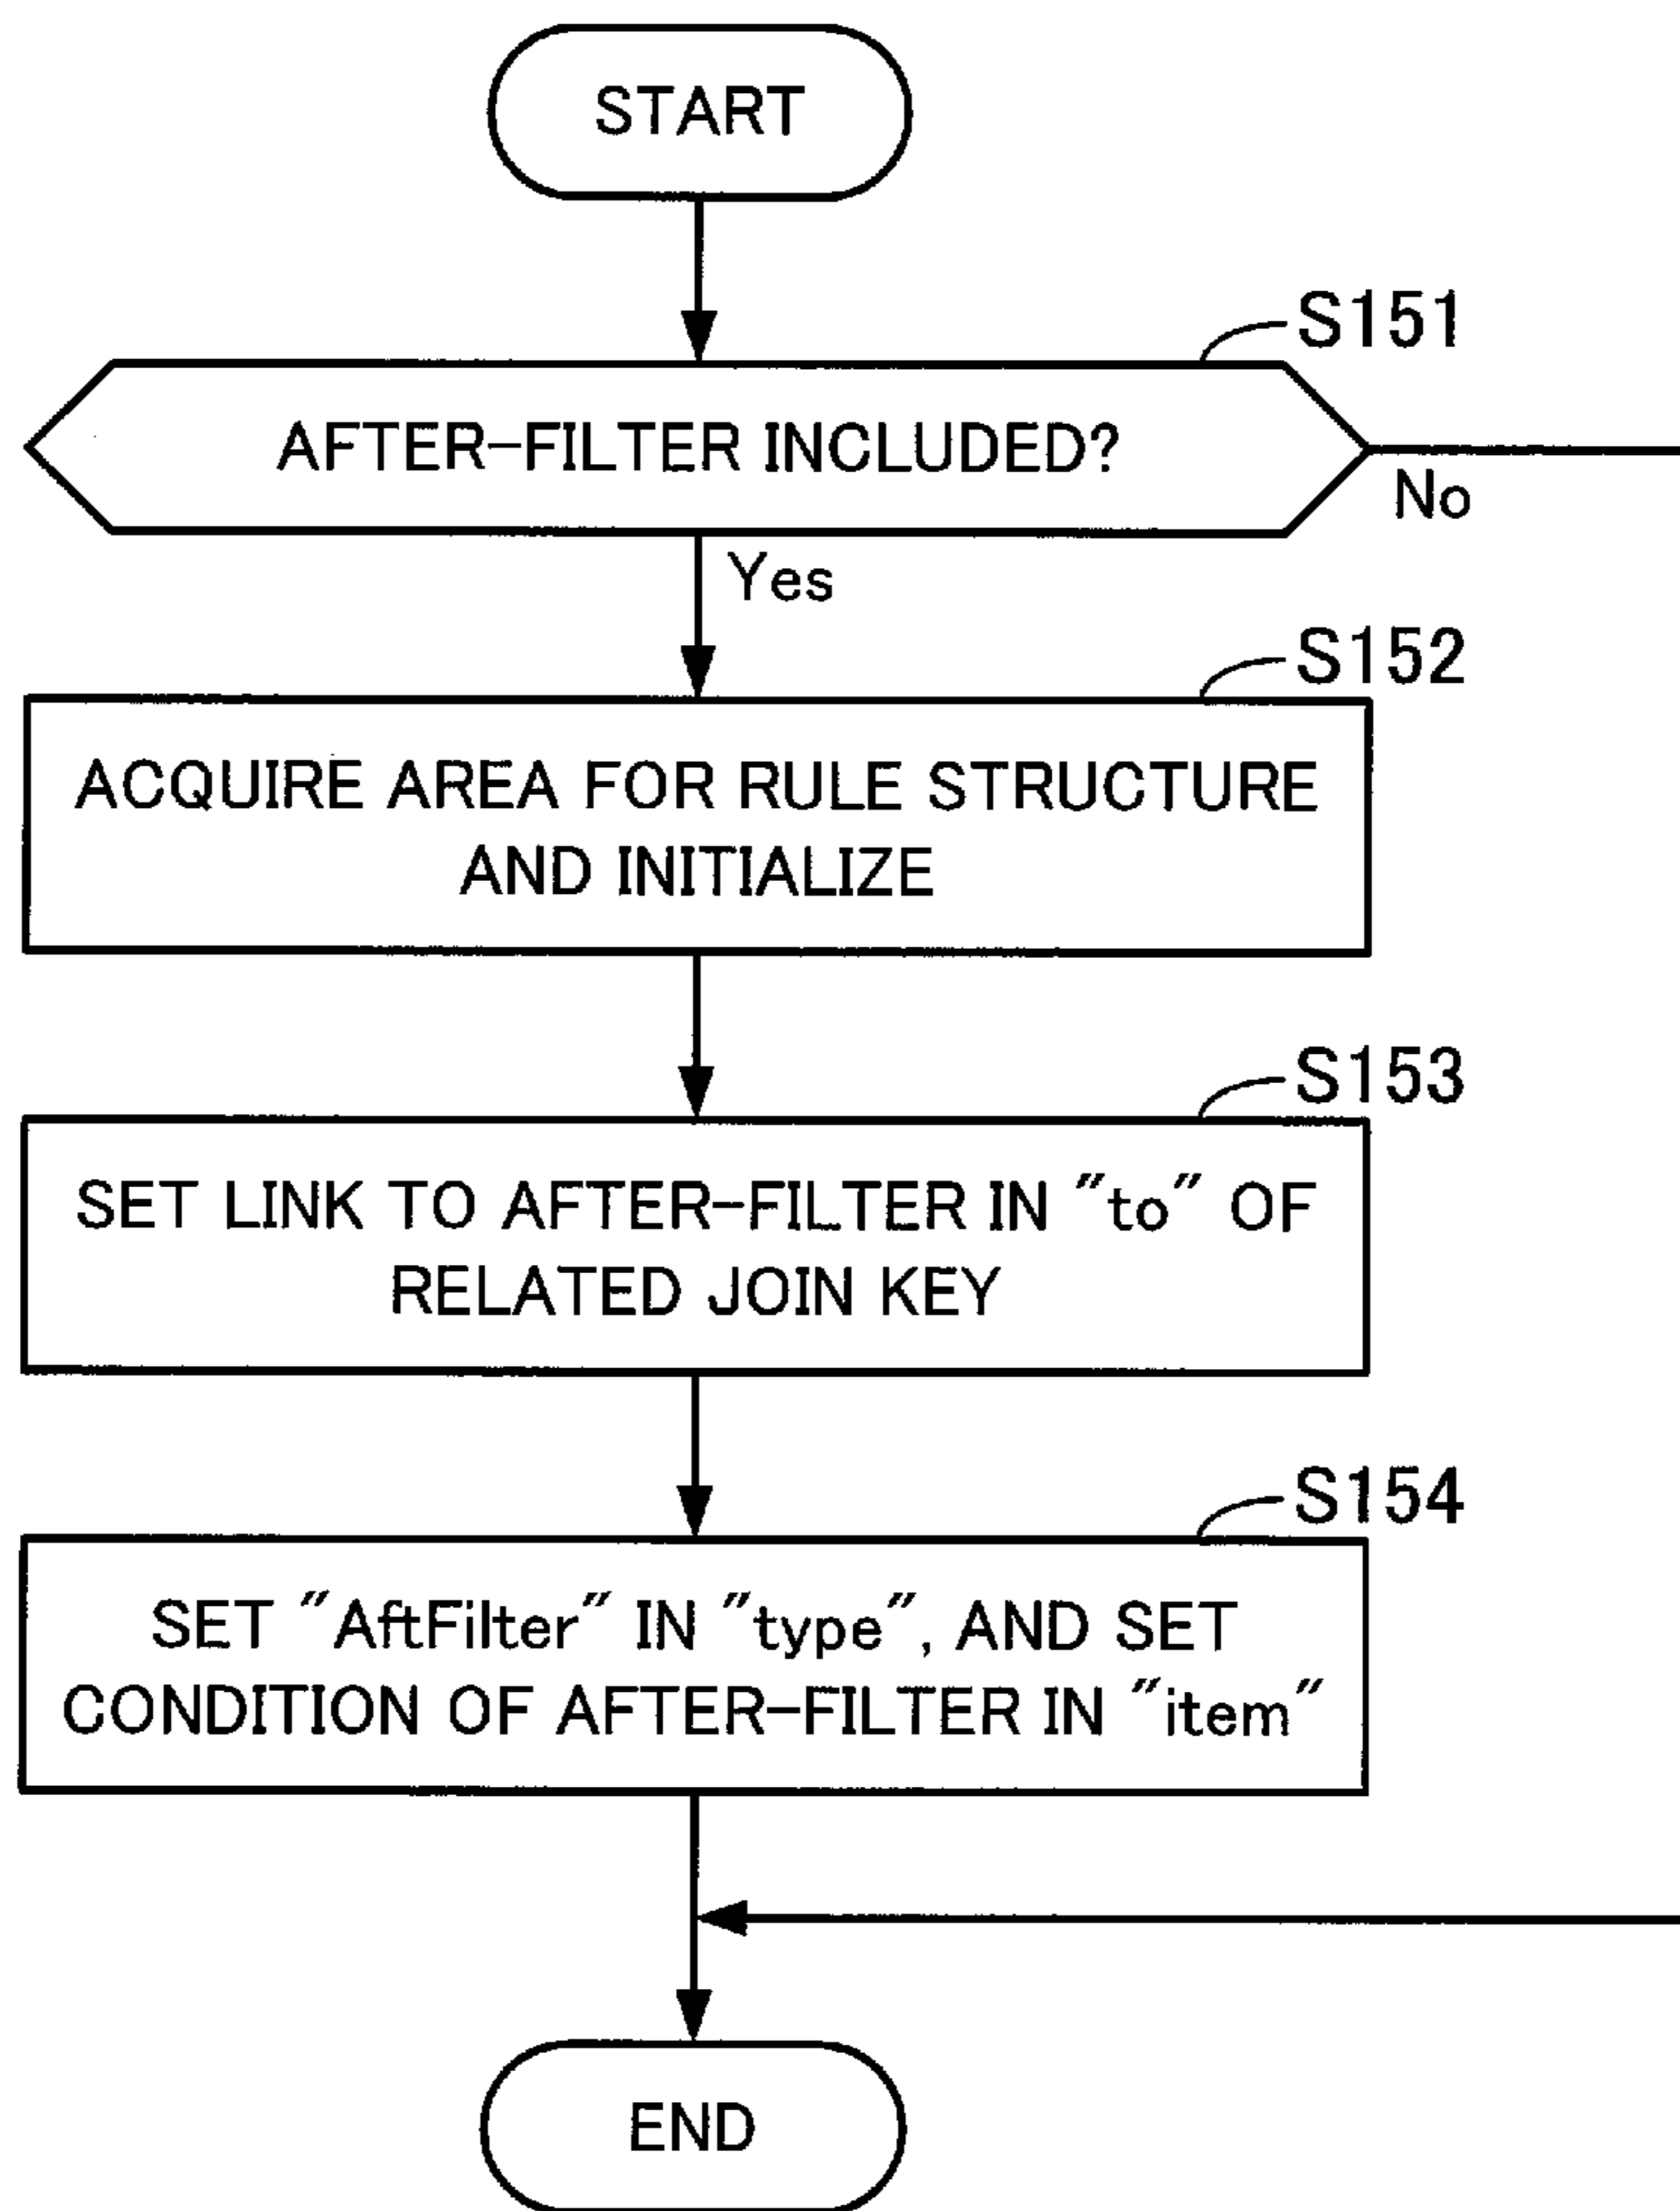 START
S151
AFTER-FILTER INCLUDED?
No
Yes
S152
ACQUIRE AREA FOR RULE STRUCTURE
AND INITIALIZE
S153
SET LINK TO AFTER-FILTER IN "to" OF
RELATED JOIN KEY
S154
SET "AftFilter" IN "type", AND SET
CONDITION OF AFTER-FILTER IN "item"
END